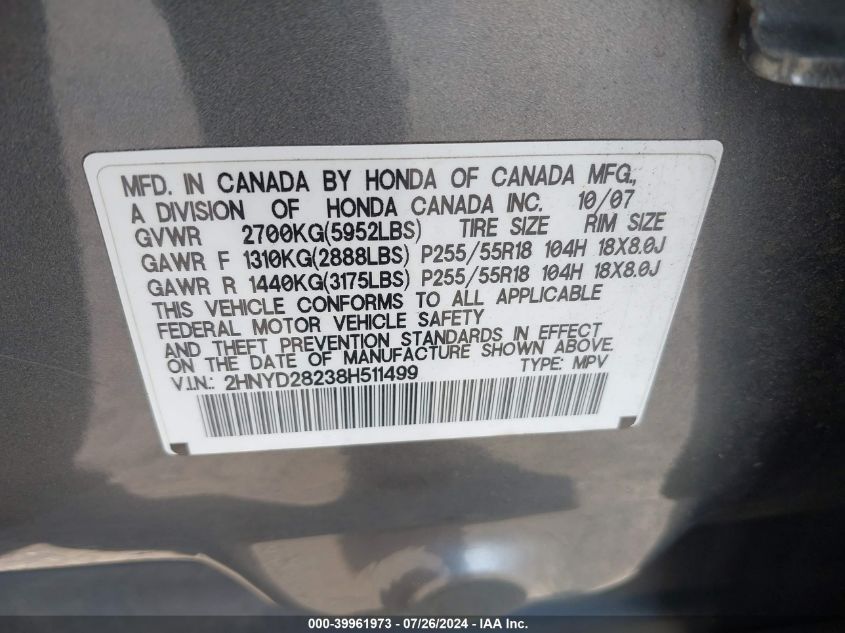 MFD. IN CANADA BY HONDA OF CANADA MFG.,
A DIVISION OF HONDA CANADA INC. 10/07
GVWR 2700KG(5952LBS) TIRE SIZE RIM SIZE
GAWR F 1310KG(2888LBS) P255/55R18 104H 18X8.0J
GAWR R 1440KG(3175LBS) P255/55R18 104H 18X8.0J
THIS VEHICLE CONFORMS TO ALL APPLICABLE
FEDERAL MOTOR VEHICLE SAFETY
AND THEFT PREVENTION STANDARDS IN EFFECT
ON THE DATE OF MANUFACTURE SHOWN ABOVE.
V.I.N.: 2HNYD28238H511499 TYPE: MPV
000-39961973 - 07/26/2024 - IAA Inc.